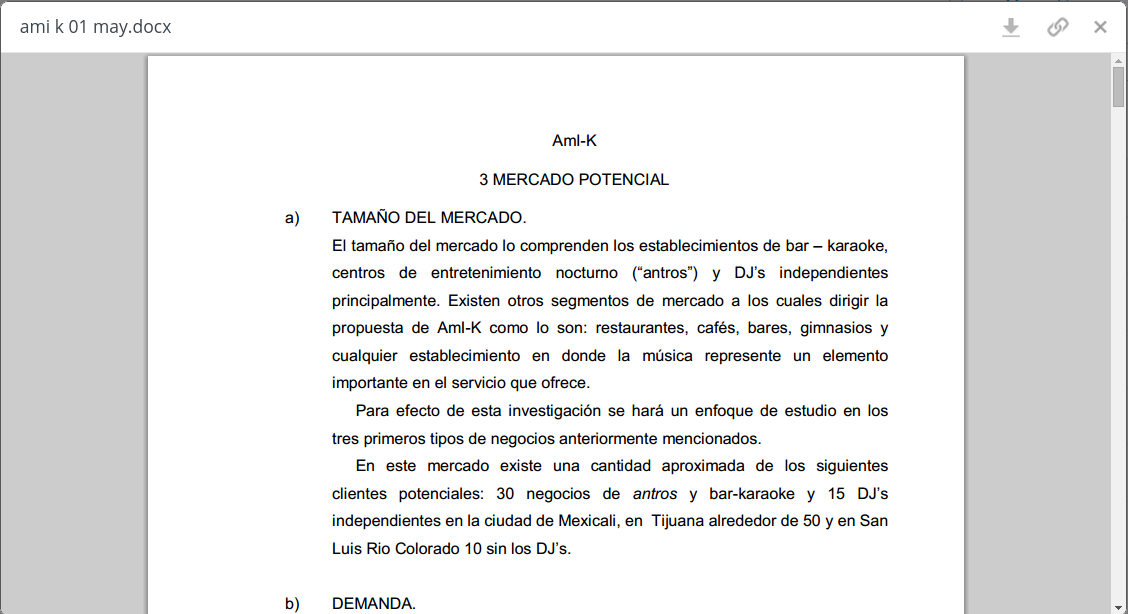 ami k 01 may.docx
AmI-K
3 MERCADO POTENCIAL
a) TAMAÑO DEL MERCADO.
El tamaño del mercado lo comprenden los establecimientos de bar – karaoke,
centros de entretenimiento nocturno (“antros”) y DJ’s independientes
principalmente. Existen otros segmentos de mercado a los cuales dirigir la
propuesta de AmI-K como lo son: restaurantes, cafés, bares, gimnasios y
cualquier establecimiento en donde la música represente un elemento
importante en el servicio que ofrece.
Para efecto de esta investigación se hará un enfoque de estudio en los
tres primeros tipos de negocios anteriormente mencionados.
En este mercado existe una cantidad aproximada de los siguientes
clientes potenciales: 30 negocios de antros y bar-karaoke y 15 DJ’s
independientes en la ciudad de Mexicali, en Tijuana alrededor de 50 y en San
Luis Rio Colorado 10 sin los DJ’s.
b) DEMANDA.